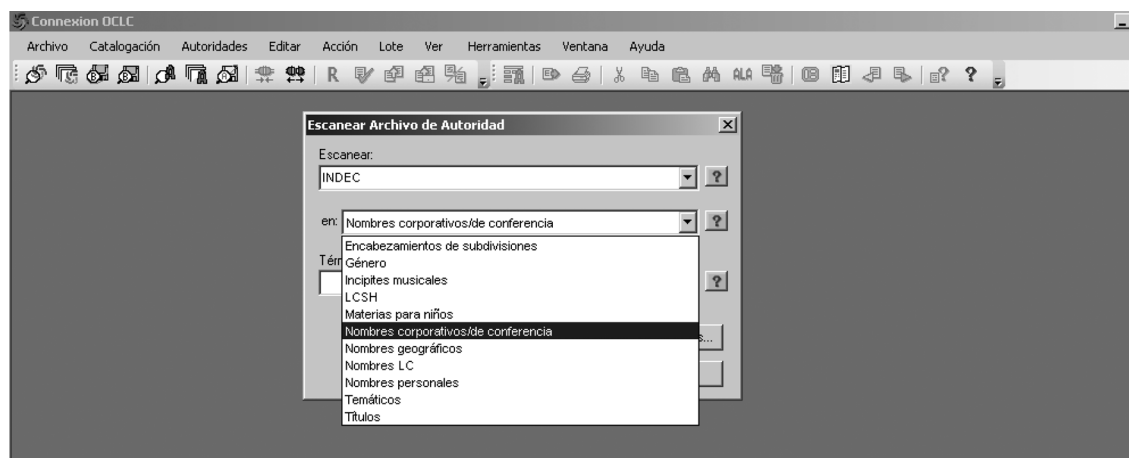 Connexion OCLC
Archivo Catalogación Autoridades Editar Acción Lote Ver Herramientas Ventana Ayuda
R ALA ? ?
Escanear Archivo de Autoridad
Escanear:
INDEC ?
en: Nombres corporativos/de conferencia ?
Encabezamientos de subdivisiones
Térm
Género
Incipites musicales
?
LCSH
Materias para niños
Nombres corporativos/de conferencia
s...
Nombres geográficos
Nombres LC
Nombres personales
Temáticos
Títulos